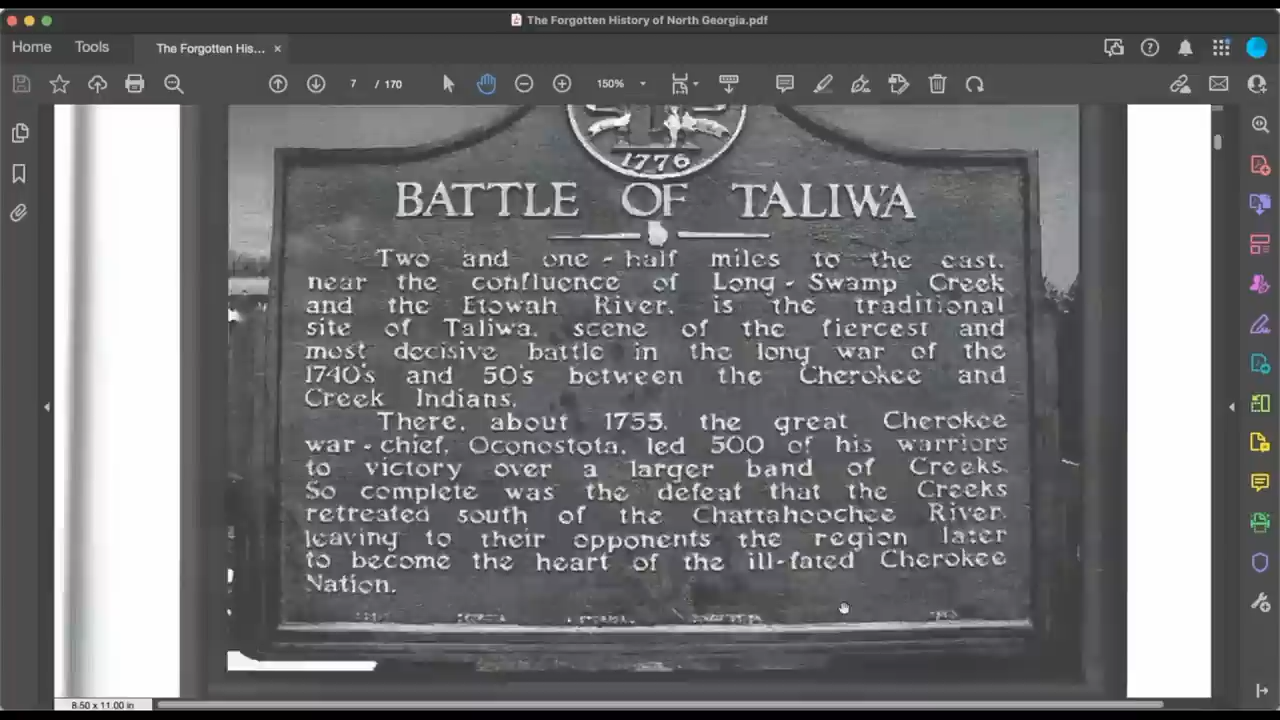 The Forgotten History of North Georgia.pdf
Home Tools The Forgotten His... ×
7 / 170 150%
1776
BATTLE OF TALIWA
Two and one-half miles to the east,
near the confluence of Long-Swamp Creek
and the Etowah River, is the traditional
site of Taliwa, scene of the fiercest and
most decisive battle in the long war of the
1740's and 50's between the Cherokee and
Creek Indians.
There, about 1755, the great Cherokee
war-chief, Oconostota, led 500 of his warriors
to victory over a larger band of Creeks.
So complete was the defeat that the Creeks
retreated south of the Chattahoochee River,
leaving to their opponents the region later
to become the heart of the ill-fated Cherokee
Nation.
8.50 x 11.00 in